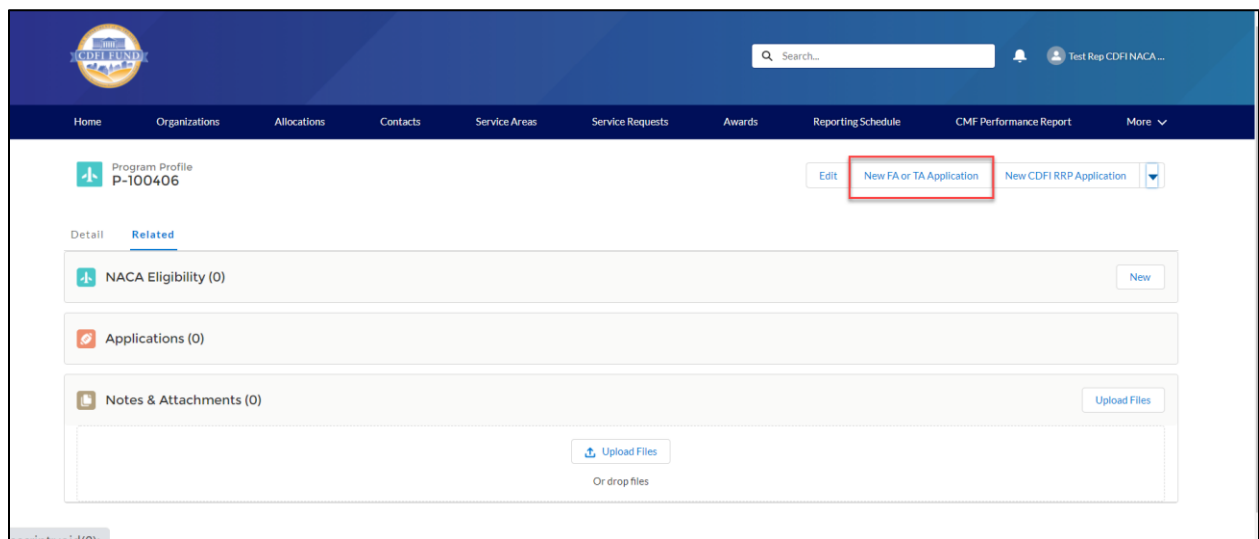 CDFI FUND
Search...
Test Rep CDFI NACA ...
Home Organizations Allocations Contacts Service Areas Service Requests Awards Reporting Schedule CMF Performance Report More
Program Profile
P-100406
Edit New FA or TA Application New CDFI RRP Application
Detail Related
NACA Eligibility (0) New
Applications (0)
Notes & Attachments (0) Upload Files
Upload Files
Or drop files